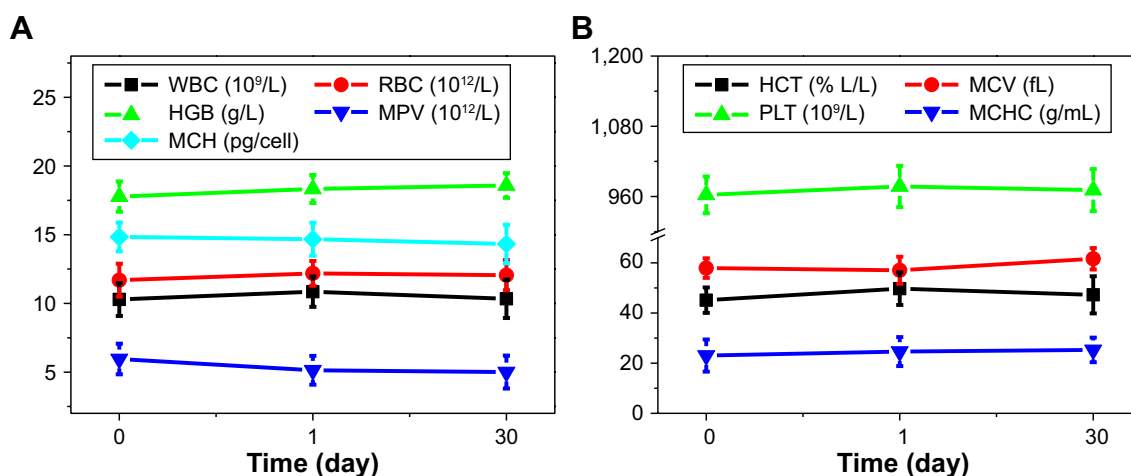 A
25
20
15
10
5
WBC (10⁹/L)
RBC (10¹²/L)
HGB (g/L)
MPV (10¹²/L)
MCH (pg/cell)
0
1
30
Time (day)
B
1,200
1,080
960
60
40
20
0
HCT (% L/L)
MCV (fL)
PLT (10⁹/L)
MCHC (g/mL)
0
1
30
Time (day)